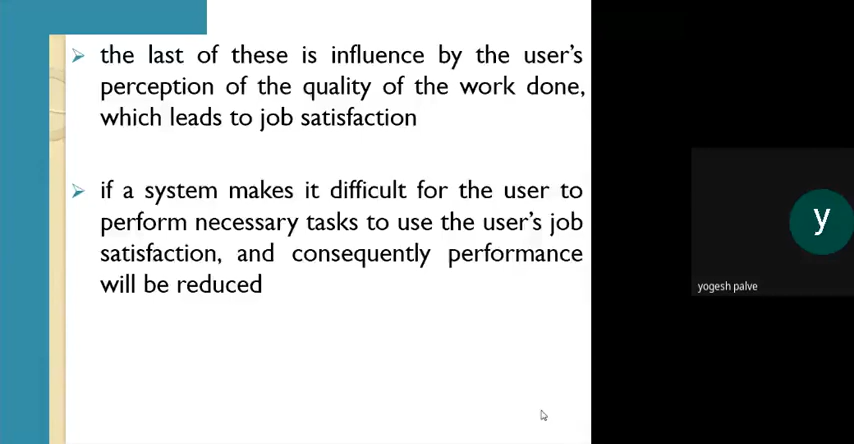 the last of these is influence by the user's
perception of the quality of the work done,
which leads to job satisfaction
if a system makes it difficult for the user to
perform necessary tasks to use the user's job
satisfaction, and consequently performance
will be reduced
y
yogesh palve